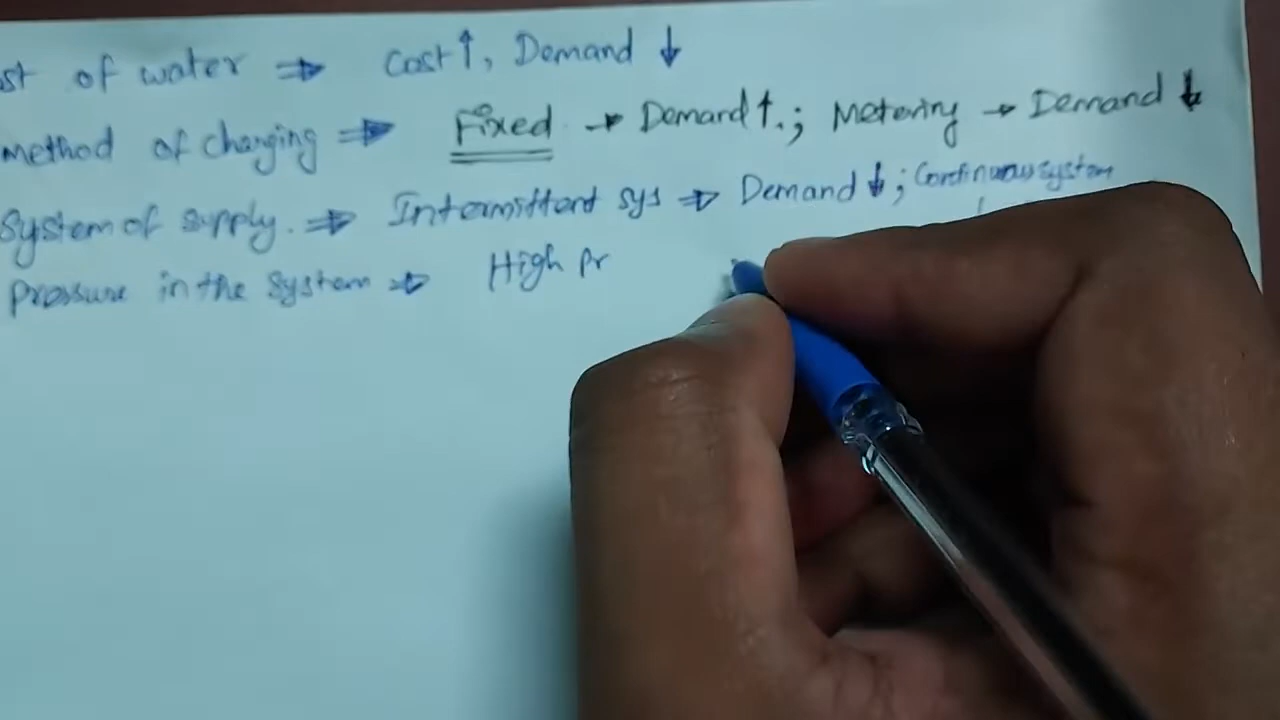 st of water ⇒ Cost ↑, Demand ↓
method of charging ⇒ Fixed → Demand ↑.; Metering → Demand ↓
System of supply. ⇒ Intermittent sys ⇒ Demand ↓; Continuous system
Pressure in the System ⇒ High Pr